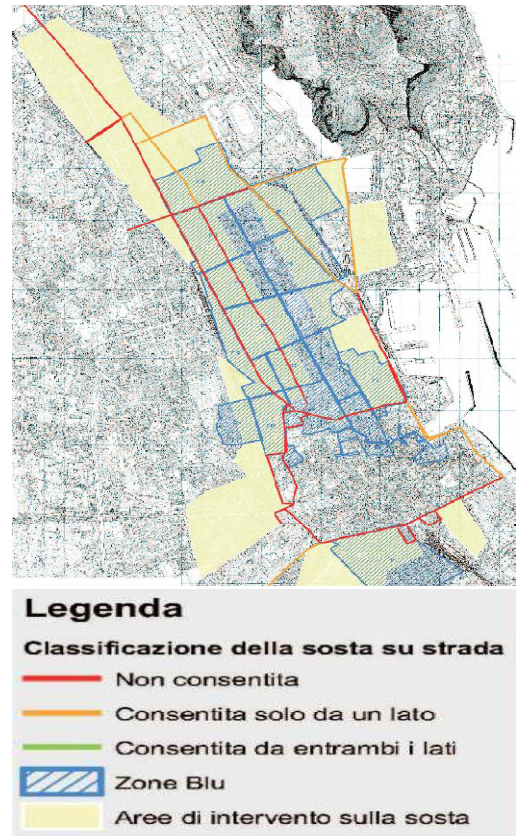 Legenda
Classificazione della sosta su strada
Non consentita
Consentita solo da un lato
Consentita da entrambi i lati
Zone Blu
Aree di intervento sulla sosta